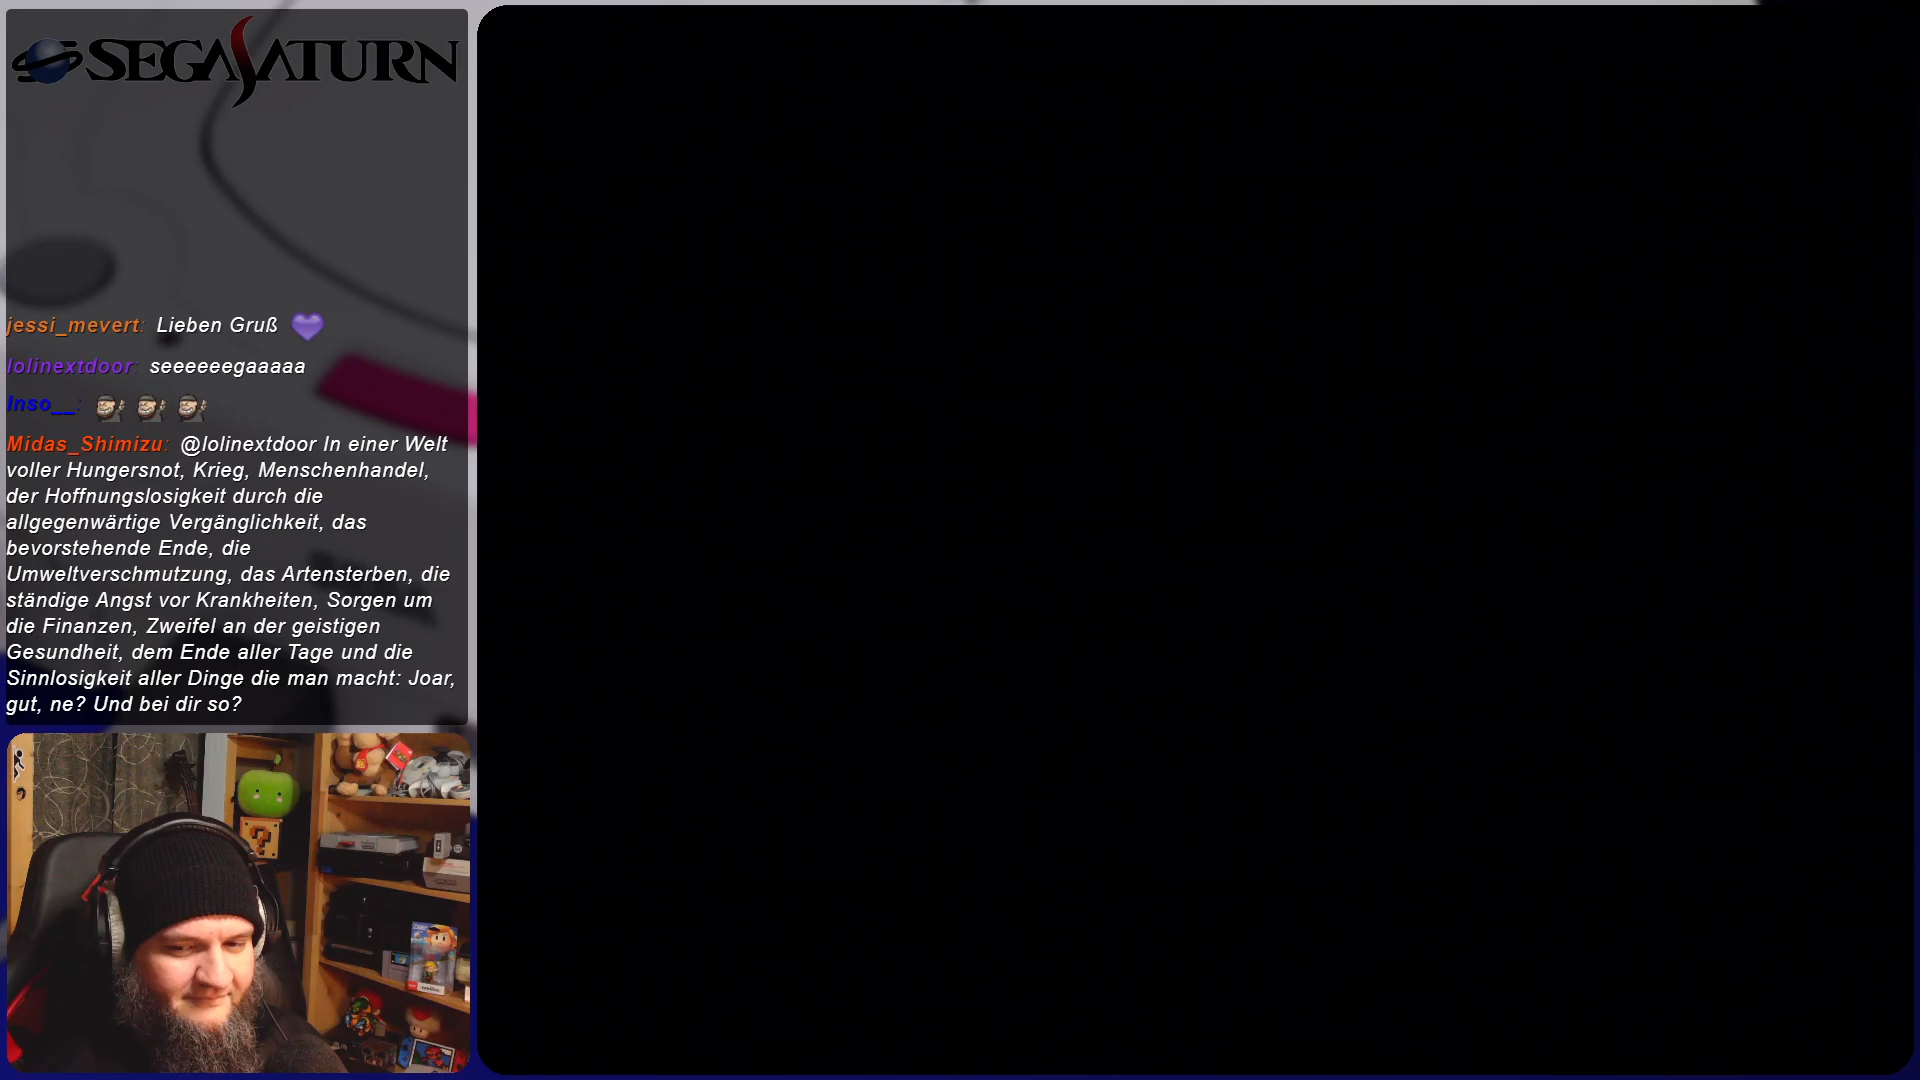 SEGA SATURN
jessi_mevert: Lieben Gruß
lolinextdoor: seeeeeegaaaaa
Inso__:
Midas_Shimizu: @lolinextdoor In einer Welt
voller Hungersnot, Krieg, Menschenhandel,
der Hoffnungslosigkeit durch die
allgegenwärtige Vergänglichkeit, das
bevorstehende Ende, die
Umweltverschmutzung, das Artensterben, die
ständige Angst vor Krankheiten, Sorgen um
die Finanzen, Zweifel an der geistigen
Gesundheit, dem Ende aller Tage und die
Sinnlosigkeit aller Dinge die man macht: Joar,
gut, ne? Und bei dir so?